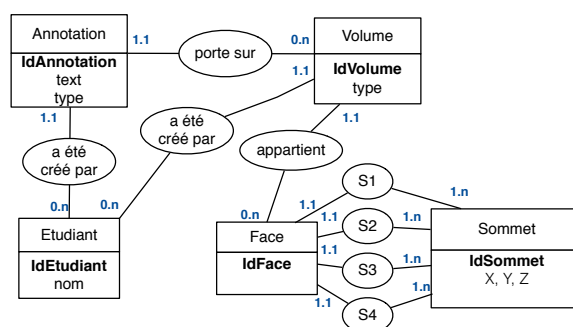 Annotation
IdAnnotation
text
type
1.1
porte sur
0.n
Volume
IdVolume
type
1.1
1.1
1.1
a été
créé par
a été
créé par
appartient
0.n
0.n
0.n
Etudiant
IdEtudiant
nom
Face
IdFace
1.1
S1
1.n
1.1
S2
1.n
1.1
S3
1.n
1.1
S4
1.n
Sommet
IdSommet
X, Y, Z